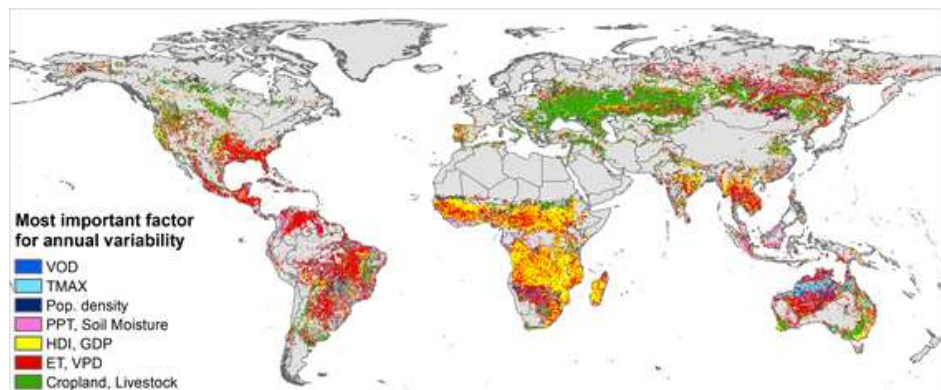 Most important factor
for annual variability
VOD
TMAX
Pop. density
PPT, Soil Moisture
HDI, GDP
ET, VPD
Cropland, Livestock